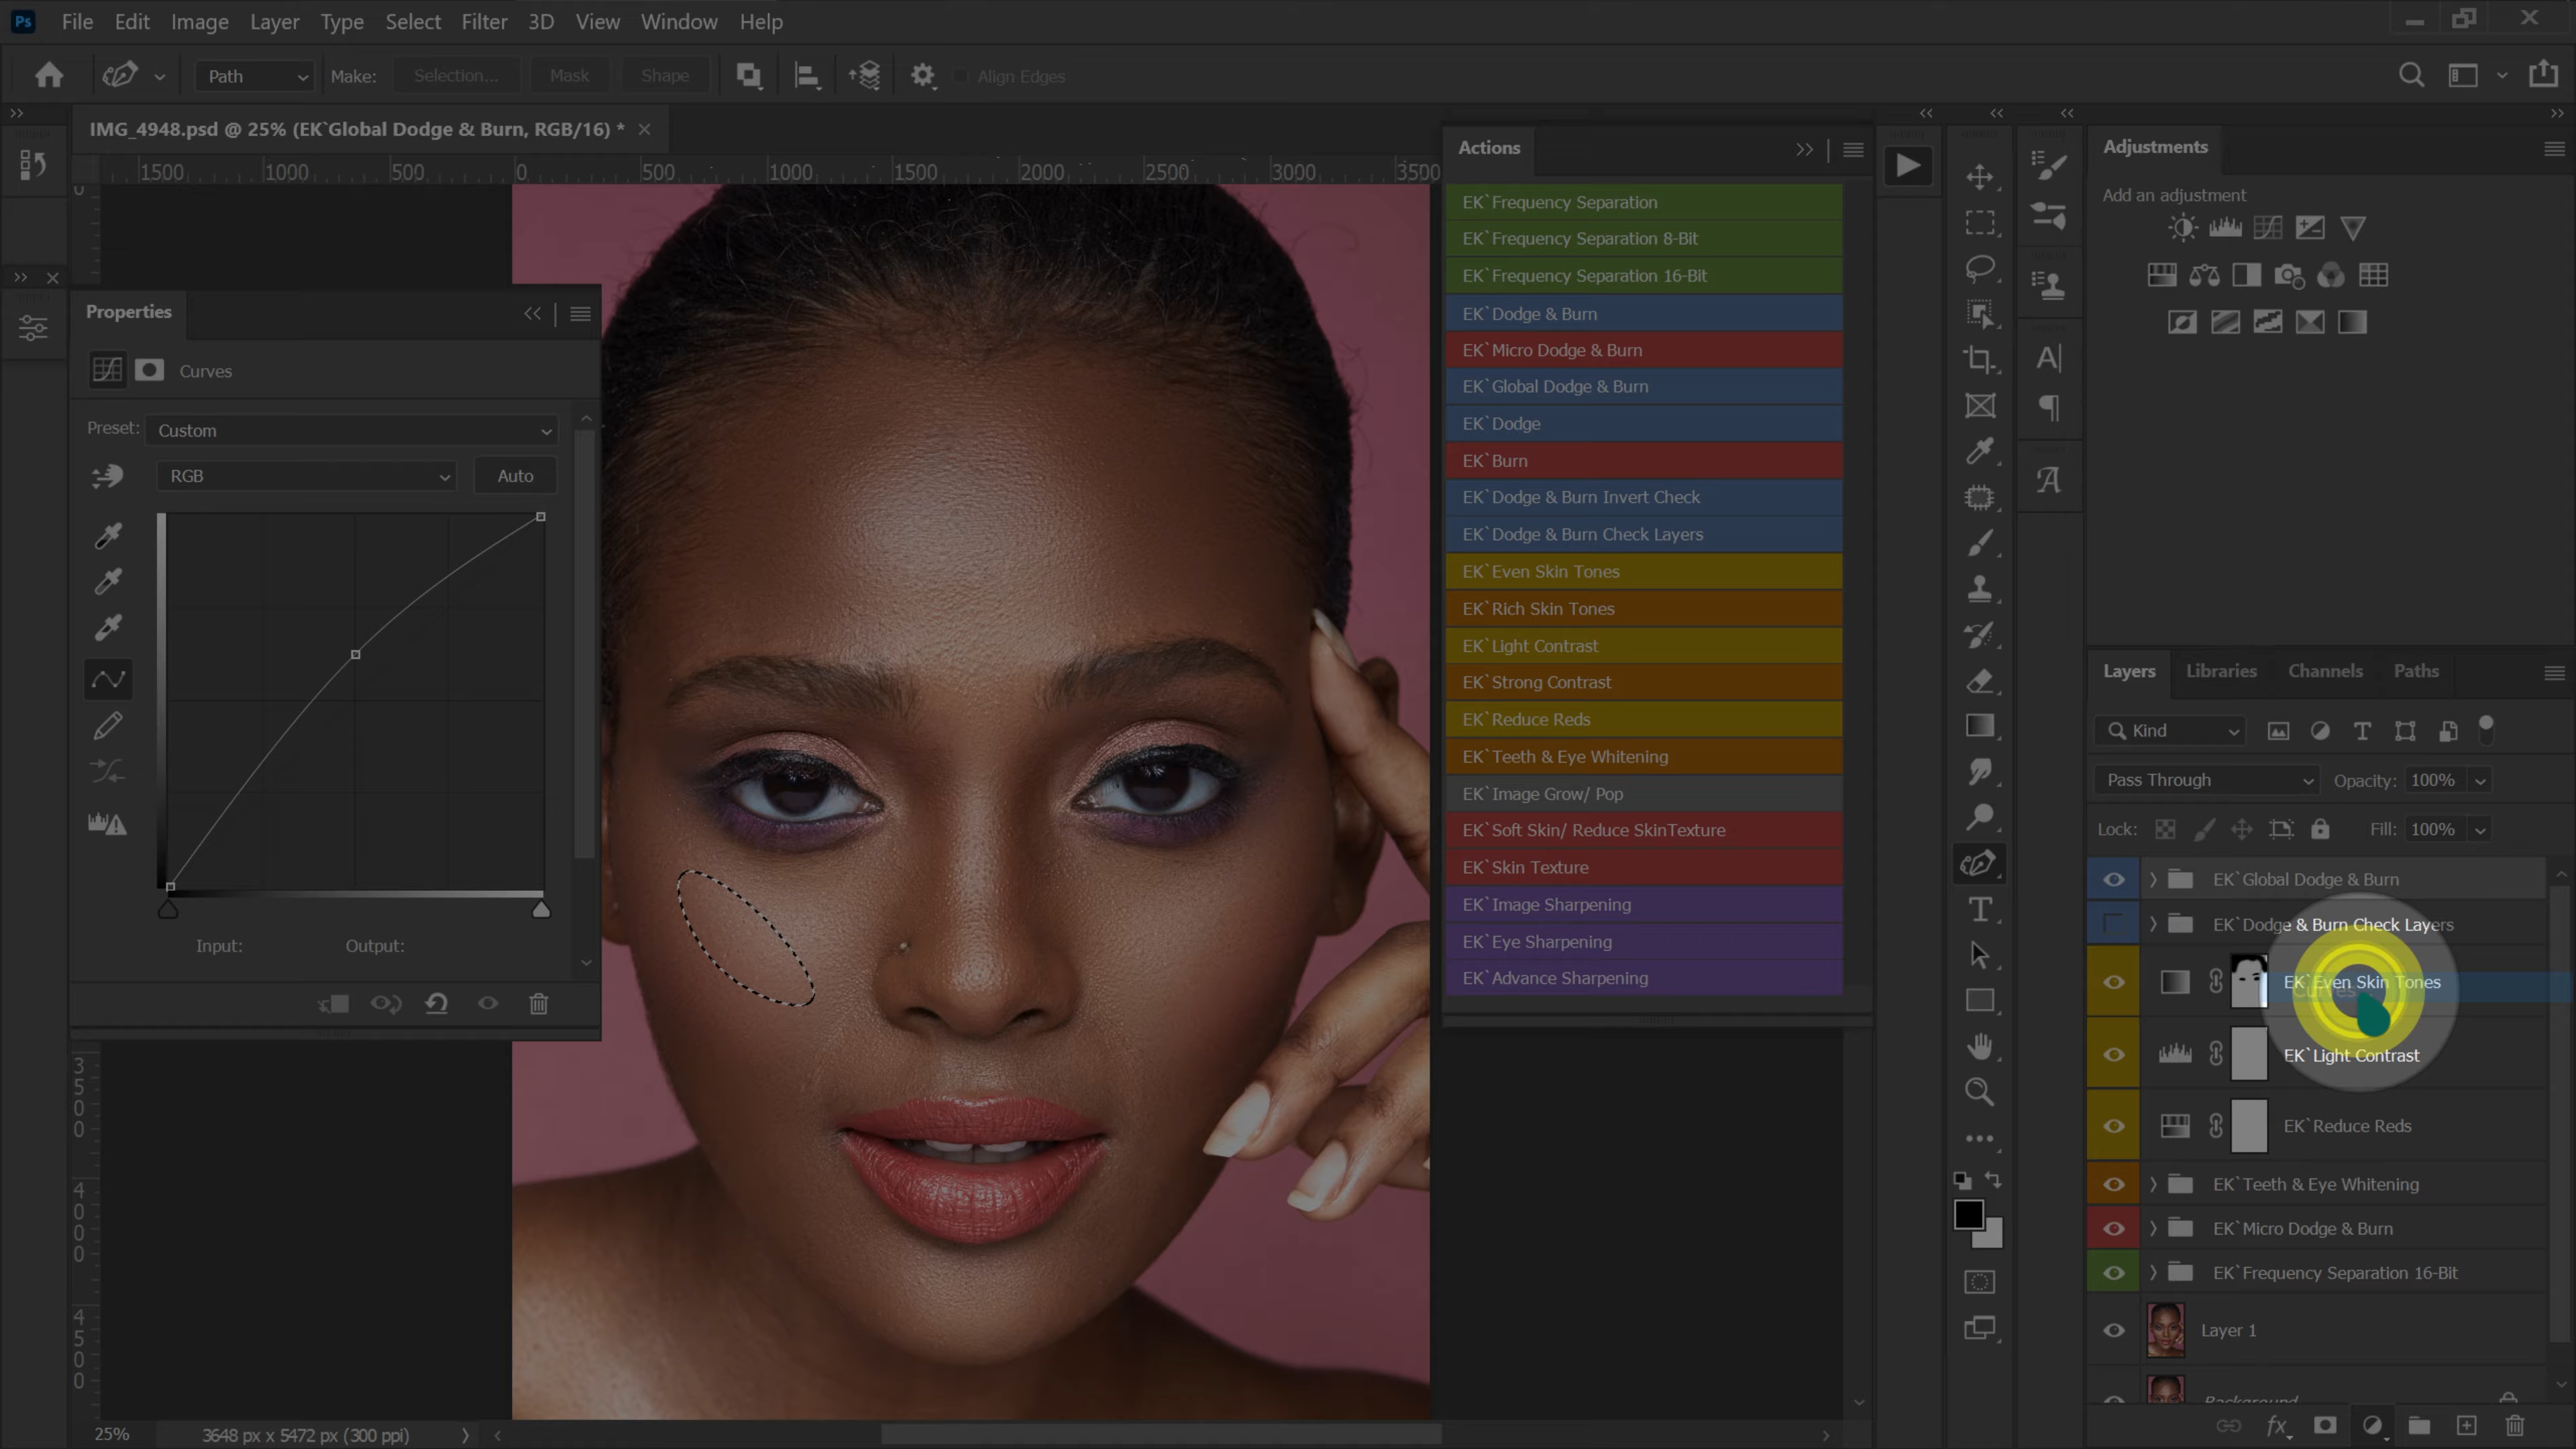 Ps File Edit Image Layer Type Select Filter 3D View Window Help
Path Make: Selection... Mask Shape Align Edges
IMG_4948.psd @ 25% (EK`Global Dodge & Burn, RGB/16) *
1500 1000 500 0 500 1000 1500 2000 2500 3000 3500
0
Properties
Curves
Preset: Custom
RGB Auto
Input: Output:
3500
4000
4500
25% 3648 px x 5472 px (300 ppi)
Actions
EK`Frequency Separation
EK`Frequency Separation 8-Bit
EK`Frequency Separation 16-Bit
EK`Dodge & Burn
EK`Micro Dodge & Burn
EK`Global Dodge & Burn
EK`Dodge
EK`Burn
EK`Dodge & Burn Invert Check
EK`Dodge & Burn Check Layers
EK`Even Skin Tones
EK`Rich Skin Tones
EK`Light Contrast
EK`Strong Contrast
EK`Reduce Reds
EK`Teeth & Eye Whitening
EK`Image Grow/ Pop
EK`Soft Skin/ Reduce SkinTexture
EK`Skin Texture
EK`Image Sharpening
EK`Eye Sharpening
EK`Advance Sharpening
Adjustments
Add an adjustment
Layers Libraries Channels Paths
Kind
Pass Through Opacity: 100%
Lock: Fill: 100%
EK`Global Dodge & Burn
EK`Dodge & Burn Check Layers
EK`Even Skin Tones
EK`Light Contrast
EK`Reduce Reds
EK`Teeth & Eye Whitening
EK`Micro Dodge & Burn
EK`Frequency Separation 16-Bit
Layer 1
Background